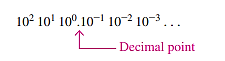 10² 10¹ 10⁰.10⁻¹ 10⁻² 10⁻³ . . .
Decimal point